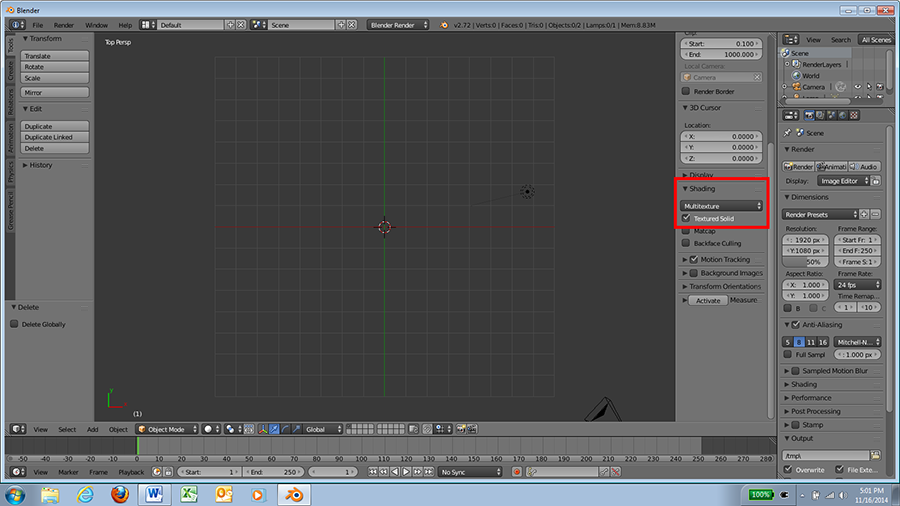 Blender
File Render Window Help Default Scene Blender Render v2.72 | Verts:0 | Faces:0 | Tris:0 | Objects:0/2 | Lamps:0/1 | Mem:8.83M
Tools
Create
Relations
Animation
Physics
Grease Pencil
Transform
Translate
Rotate
Scale
Mirror
Edit
Duplicate
Duplicate Linked
Delete
History
Delete
Delete Globally
Top Persp
y
(1)
Start: 0.100
End: 1000.000
Local Camera:
Camera
Render Border
3D Cursor
Location:
X: 0.0000
Y: 0.0000
Z: 0.0000
Display
Shading
Multitexture
Textured Solid
Matcap
Backface Culling
Motion Tracking
Background Images
Transform Orientations
Activate Measure
View Search All Scenes
Scene
RenderLayers
World
Camera
Scene
Render
Render Animati Audio
Display: Image Editor
Dimensions
Render Presets
Resolution: Frame Range:
: 1920 px Start Fr: 1
Y:1080 px End F: 250
50% Frame S: 1
Aspect Ratio: Frame Rate:
X: 1.000 24 fps
Y: 1.000 Time Remap...
B C 1 10
Anti-Aliasing
5 8 11 16 Mitchell-N...
Full Sampl : 1.000 px
Sampled Motion Blur
Shading
Performance
Post Processing
Stamp
Output
/tmp\
Overwrite File Exte..
View Select Add Object Object Mode Global
-50 -40 -30 -20 -10 0 10 20 30 40 50 60 70 80 90 100 110 120 130 140 150 160 170 180 190 200 210 220 230 240 250 260 270 280
View Marker Frame Playback Start: 1 End: 250 1 No Sync
100% 5:01 PM
11/16/2014